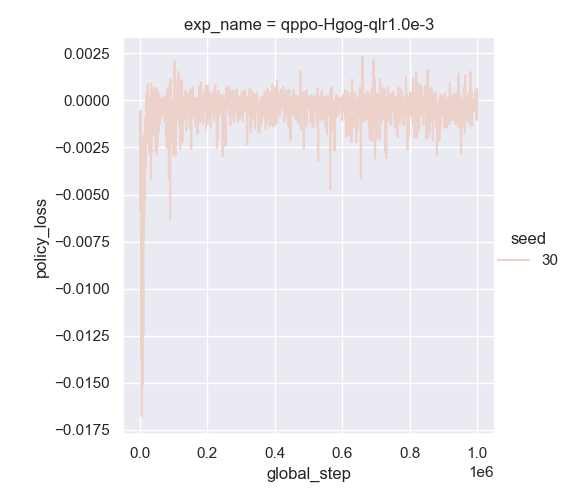 exp_name = qppo-Hgog-qlr1.0e-3
0.0025
0.0000
−0.0025
−0.0050
−0.0075
−0.0100
−0.0125
−0.0150
−0.0175
policy_loss
0.0 0.2 0.4 0.6 0.8 1.0
1e6
global_step
seed
30